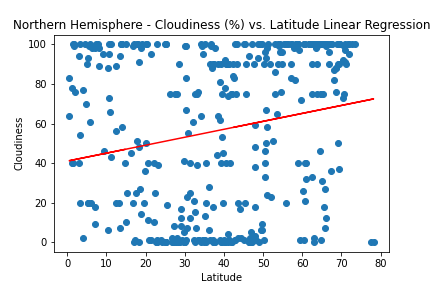 Northern Hemisphere - Cloudiness (%) vs. Latitude Linear Regression
100
80
60
40
20
0
Cloudiness
0 10 20 30 40 50 60 70 80
Latitude